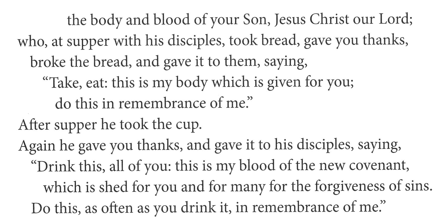 the body and blood of your Son, Jesus Christ our Lord;
who, at supper with his disciples, took bread, gave you thanks,
broke the bread, and gave it to them, saying,
“Take, eat: this is my body which is given for you;
do this in remembrance of me.”
After supper he took the cup.
Again he gave you thanks, and gave it to his disciples, saying,
“Drink this, all of you: this is my blood of the new covenant,
which is shed for you and for many for the forgiveness of sins.
Do this, as often as you drink it, in remembrance of me.”